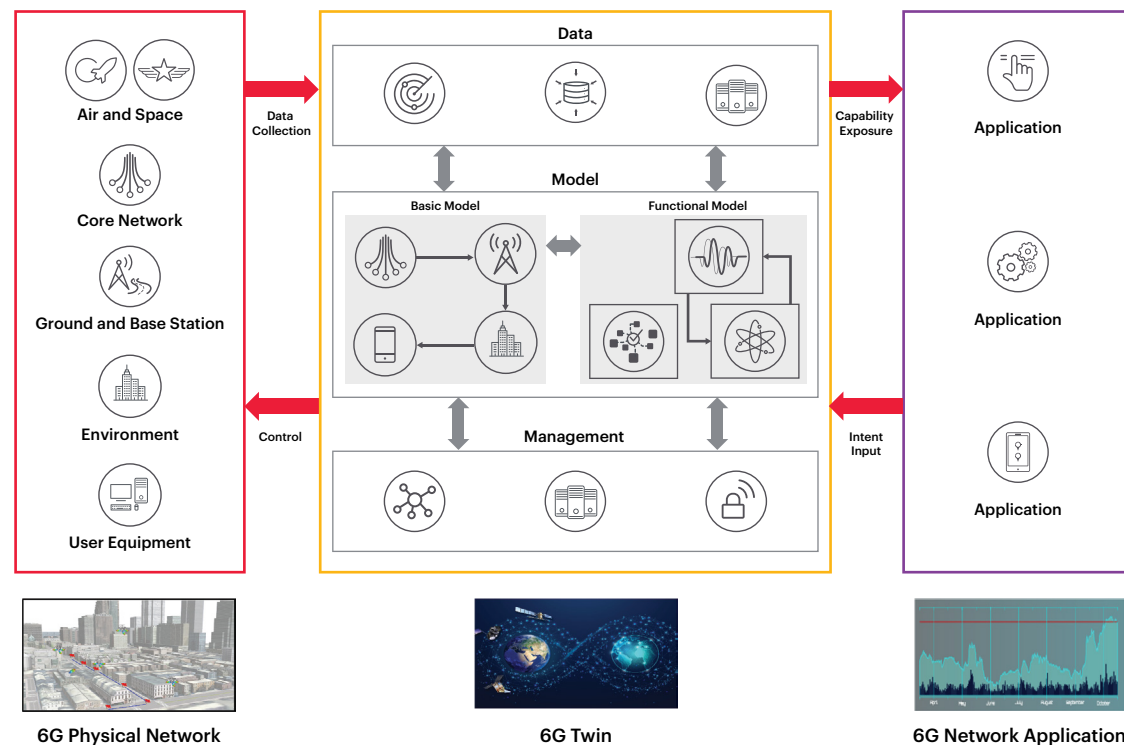 Air and Space
Core Network
Ground and Base Station
Environment
User Equipment
Data
Collection
Control
Data
Model
Basic Model
Functional Model
Management
Capability
Exposure
Intent
Input
Application
Application
Application
6G Physical Network
6G Twin
6G Network Application